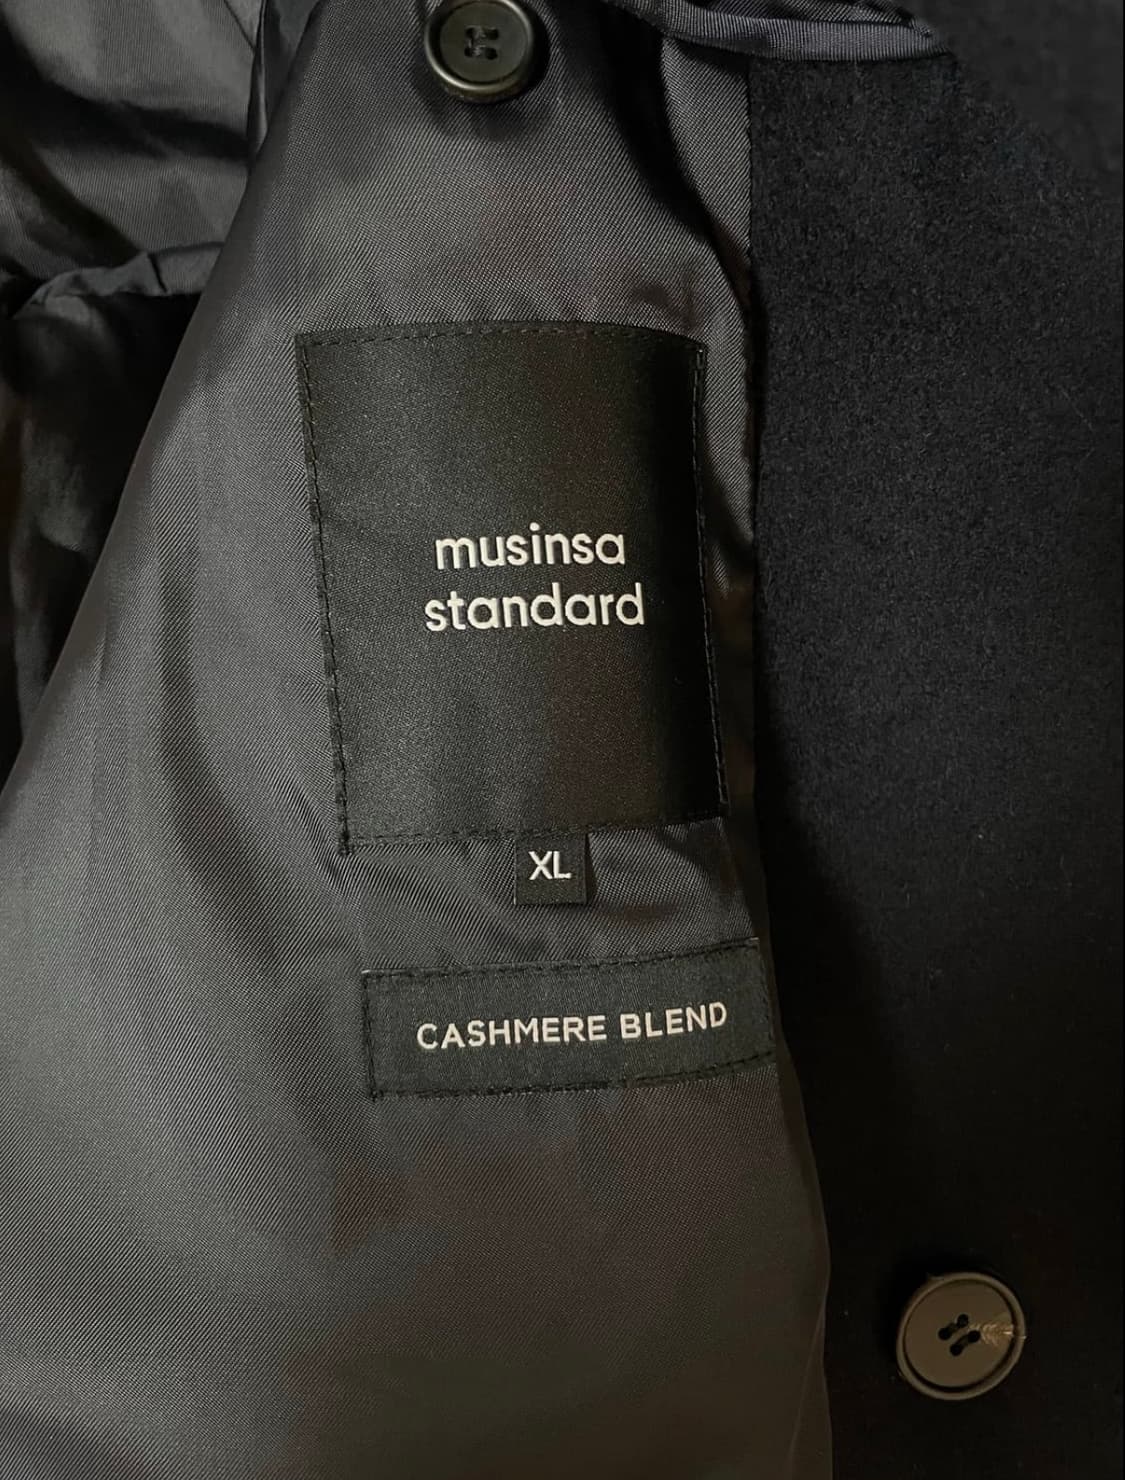 musinsa
standard
XL
CASHMERE BLEND